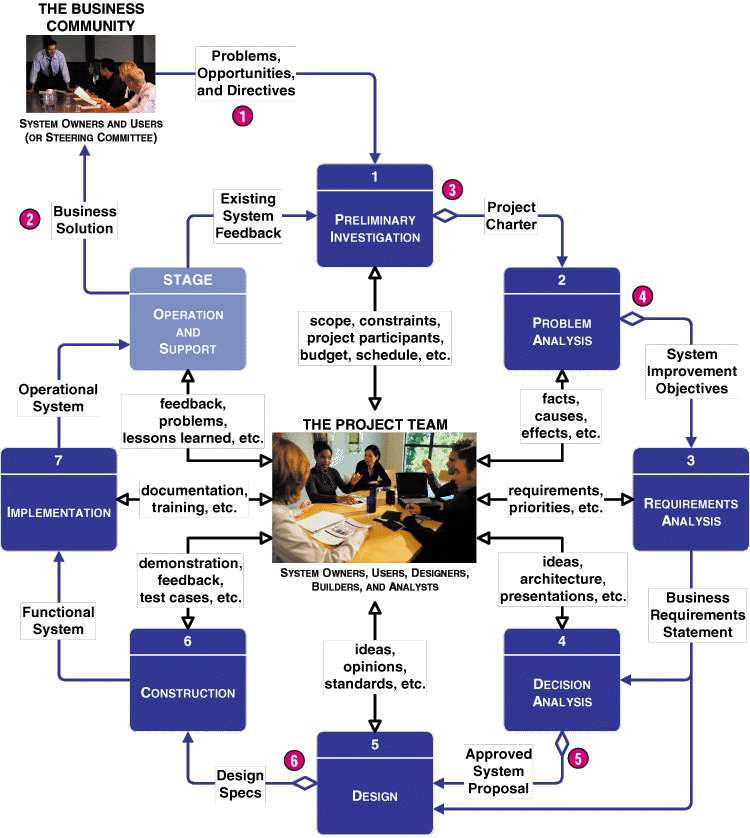 THE BUSINESS
COMMUNITY
SYSTEM OWNERS AND USERS
(OR STEERING COMMITTEE)
Problems,
Opportunities,
and Directives
1
2
Business
Solution
Existing
System
Feedback
1
PRELIMINARY
INVESTIGATION
3
Project
Charter
STAGE
OPERATION
AND
SUPPORT
2
PROBLEM
ANALYSIS
4
scope, constraints,
project participants,
budget, schedule, etc.
System
Improvement
Objectives
Operational
System
feedback,
problems,
lessons learned, etc.
THE PROJECT TEAM
facts,
causes,
effects, etc.
7
IMPLEMENTATION
documentation,
training, etc.
requirements,
priorities, etc.
3
REQUIREMENTS
ANALYSIS
demonstration,
feedback,
test cases, etc.
SYSTEM OWNERS, USERS, DESIGNERS,
BUILDERS, AND ANALYSTS
ideas,
architecture,
presentations, etc.
Functional
System
Business
Requirements
Statement
6
CONSTRUCTION
ideas,
opinions,
standards, etc.
4
DECISION
ANALYSIS
Design
Specs
6
5
DESIGN
Approved
System
Proposal
5